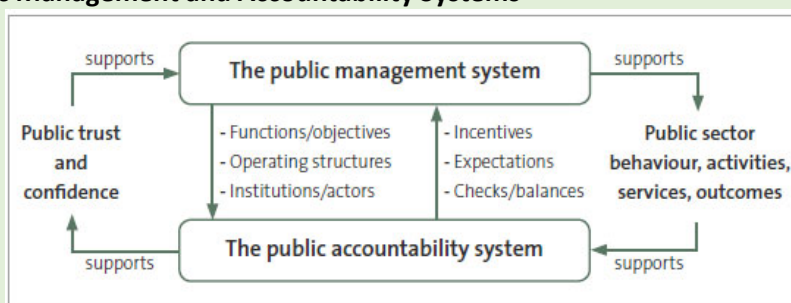 Management and Accountability Systems
supports
The public management system
supports
Public trust
and
confidence
- Functions/objectives
- Operating structures
- Institutions/actors
- Incentives
- Expectations
- Checks/balances
Public sector
behaviour, activities,
services, outcomes
supports
The public accountability system
supports